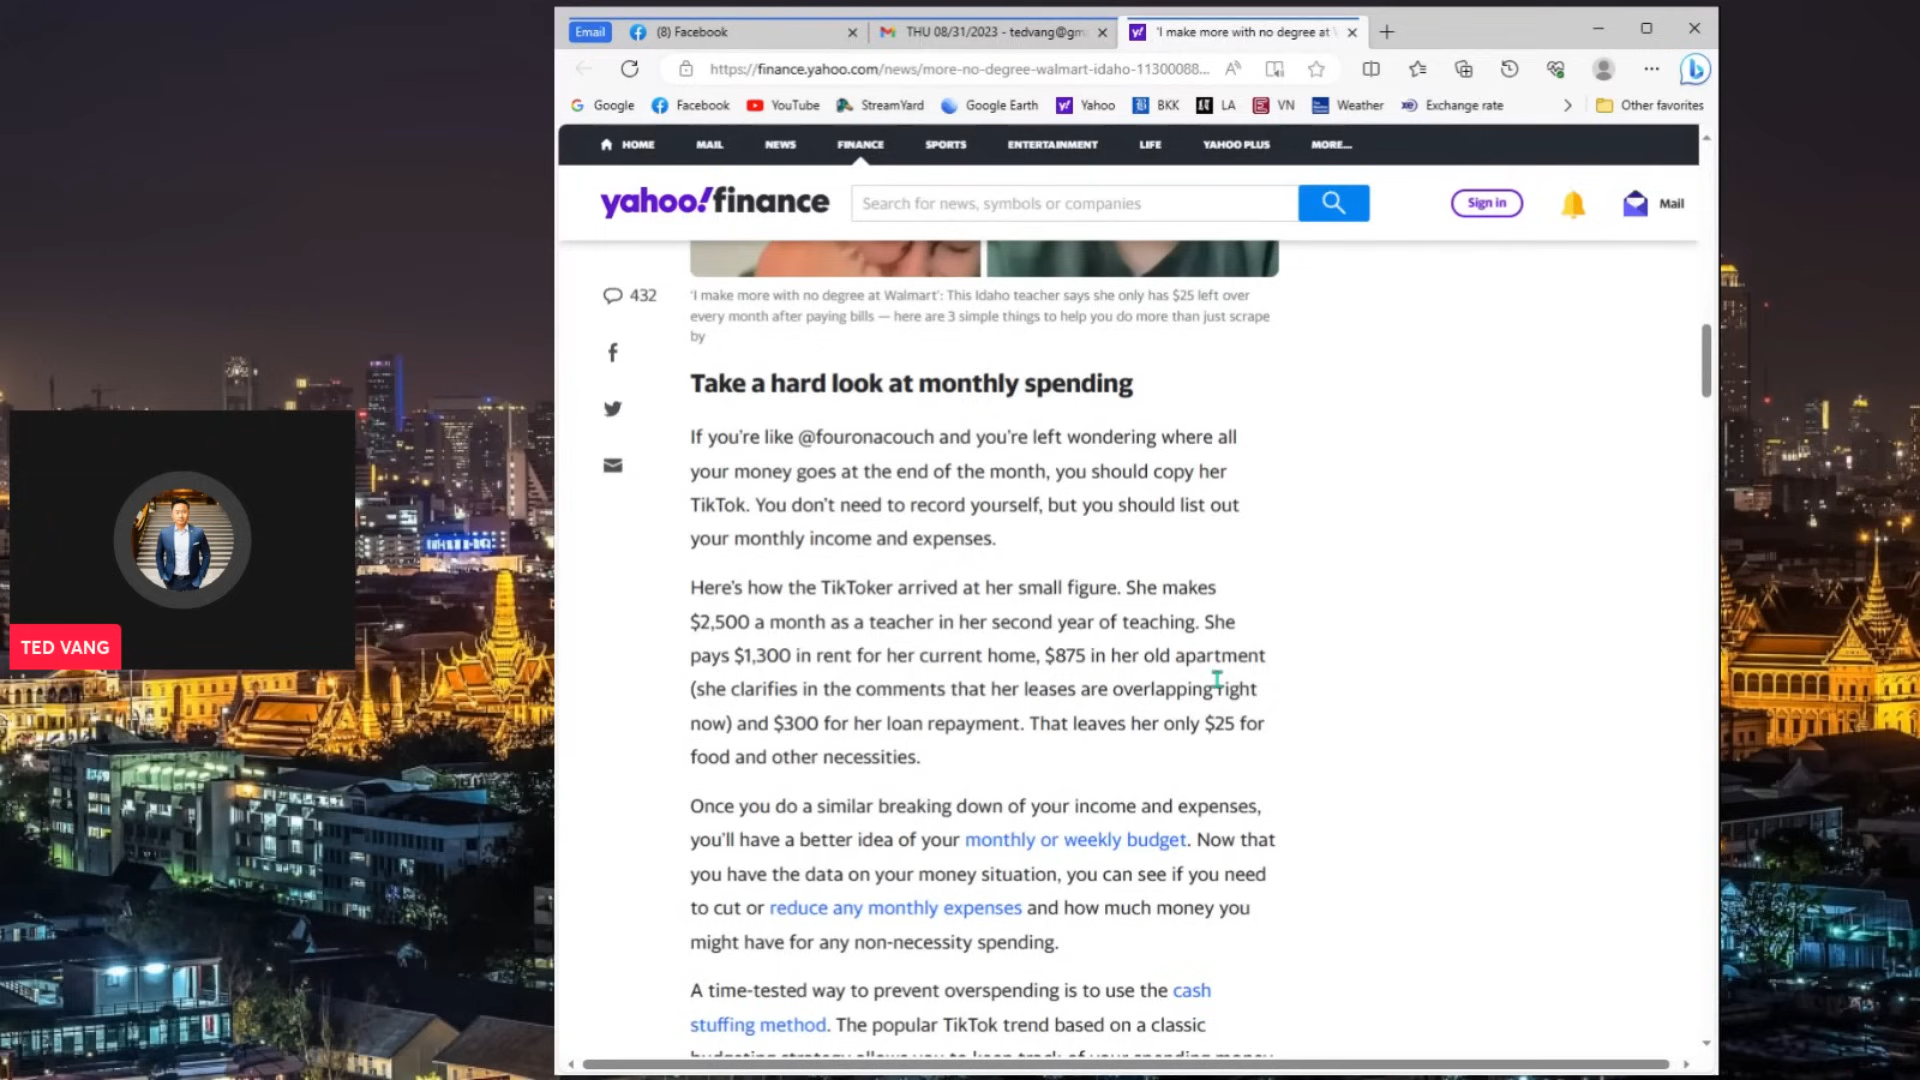 Email
(8) Facebook
THU 08/31/2023 - tedvang@gm
'I make more with no degree at
https://finance.yahoo.com/news/more-no-degree-walmart-idaho-11300088...
Google
Facebook
YouTube
StreamYard
Google Earth
Yahoo
BKK
LA
VN
Weather
Exchange rate
Other favorites
HOME
MAIL
NEWS
FINANCE
SPORTS
ENTERTAINMENT
LIFE
YAHOO PLUS
MORE...
yahoo!finance
Search for news, symbols or companies
Sign in
Mail
432
'I make more with no degree at Walmart': This Idaho teacher says she only has $25 left over
every month after paying bills — here are 3 simple things to help you do more than just scrape
by
Take a hard look at monthly spending
If you're like @fouronacouch and you're left wondering where all
your money goes at the end of the month, you should copy her
TikTok. You don't need to record yourself, but you should list out
your monthly income and expenses.
Here's how the TikToker arrived at her small figure. She makes
$2,500 a month as a teacher in her second year of teaching. She
pays $1,300 in rent for her current home, $875 in her old apartment
(she clarifies in the comments that her leases are overlapping right
now) and $300 for her loan repayment. That leaves her only $25 for
food and other necessities.
Once you do a similar breaking down of your income and expenses,
you'll have a better idea of your monthly or weekly budget. Now that
you have the data on your money situation, you can see if you need
to cut or reduce any monthly expenses and how much money you
might have for any non-necessity spending.
A time-tested way to prevent overspending is to use the cash
stuffing method. The popular TikTok trend based on a classic
TED VANG